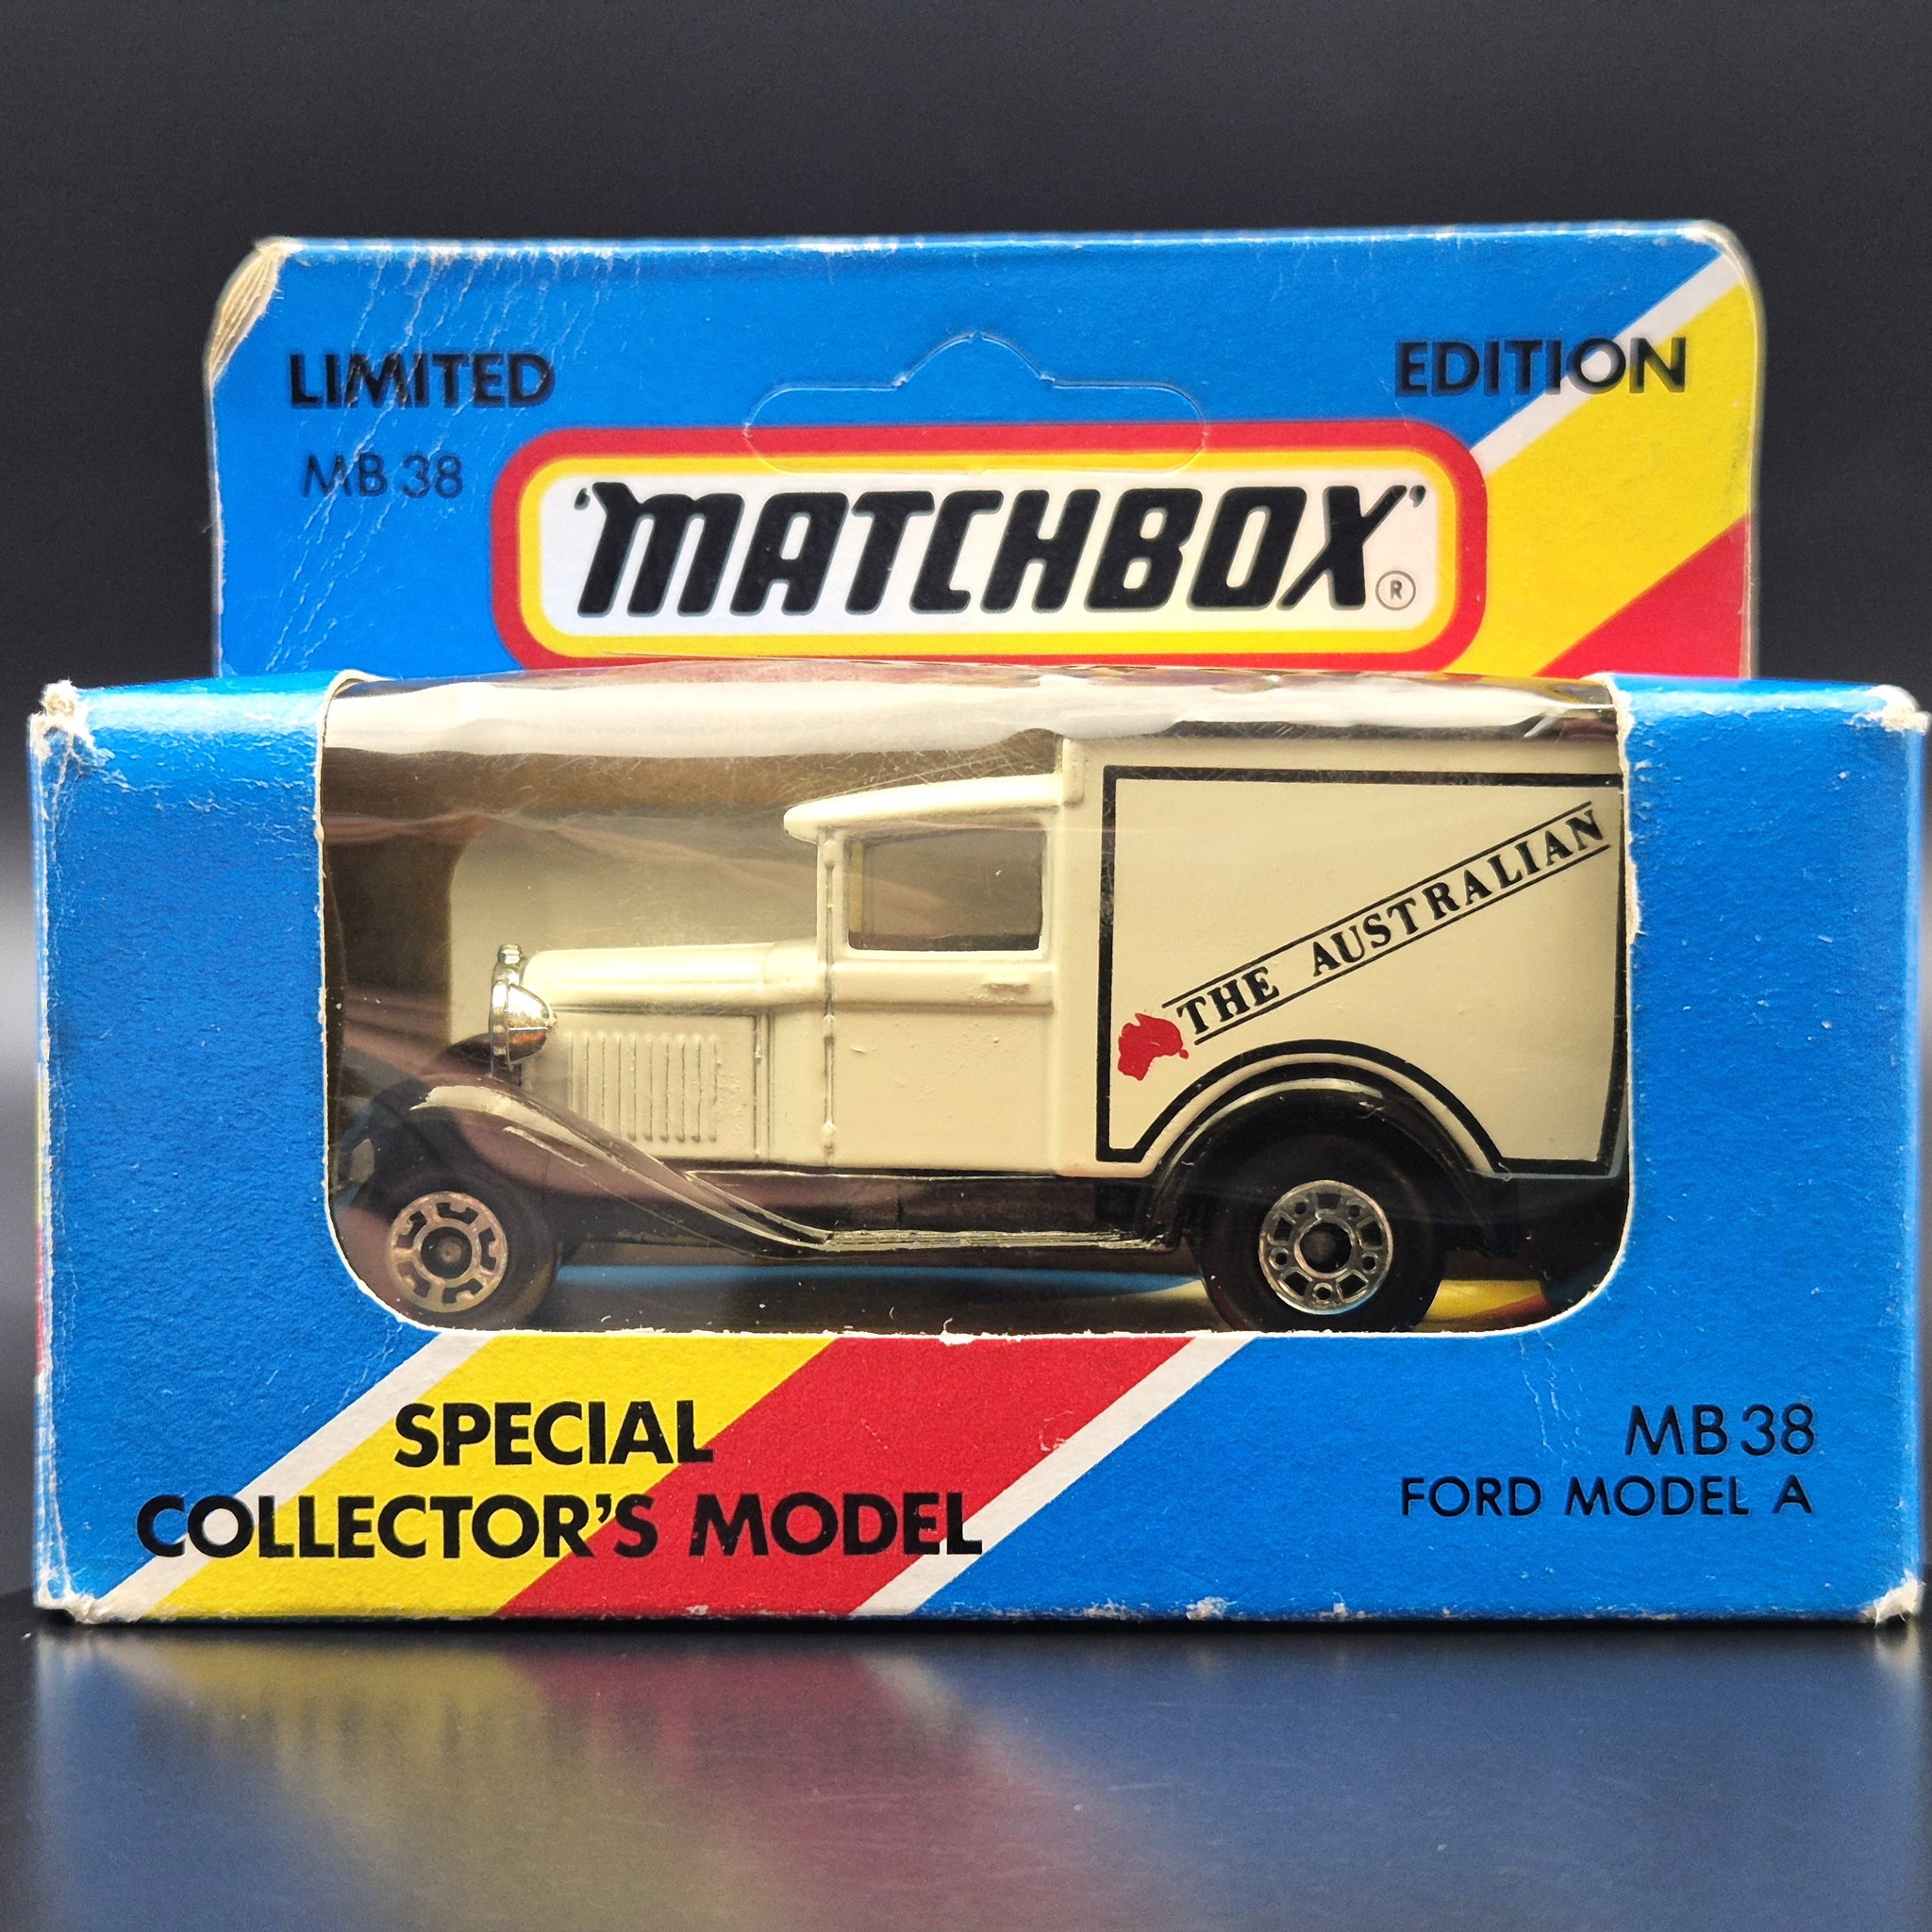 LIMITED EDITION
MB 38
'MATCHBOX'®
THE AUSTRALIAN
SPECIAL
COLLECTOR'S MODEL
MB 38
FORD MODEL A